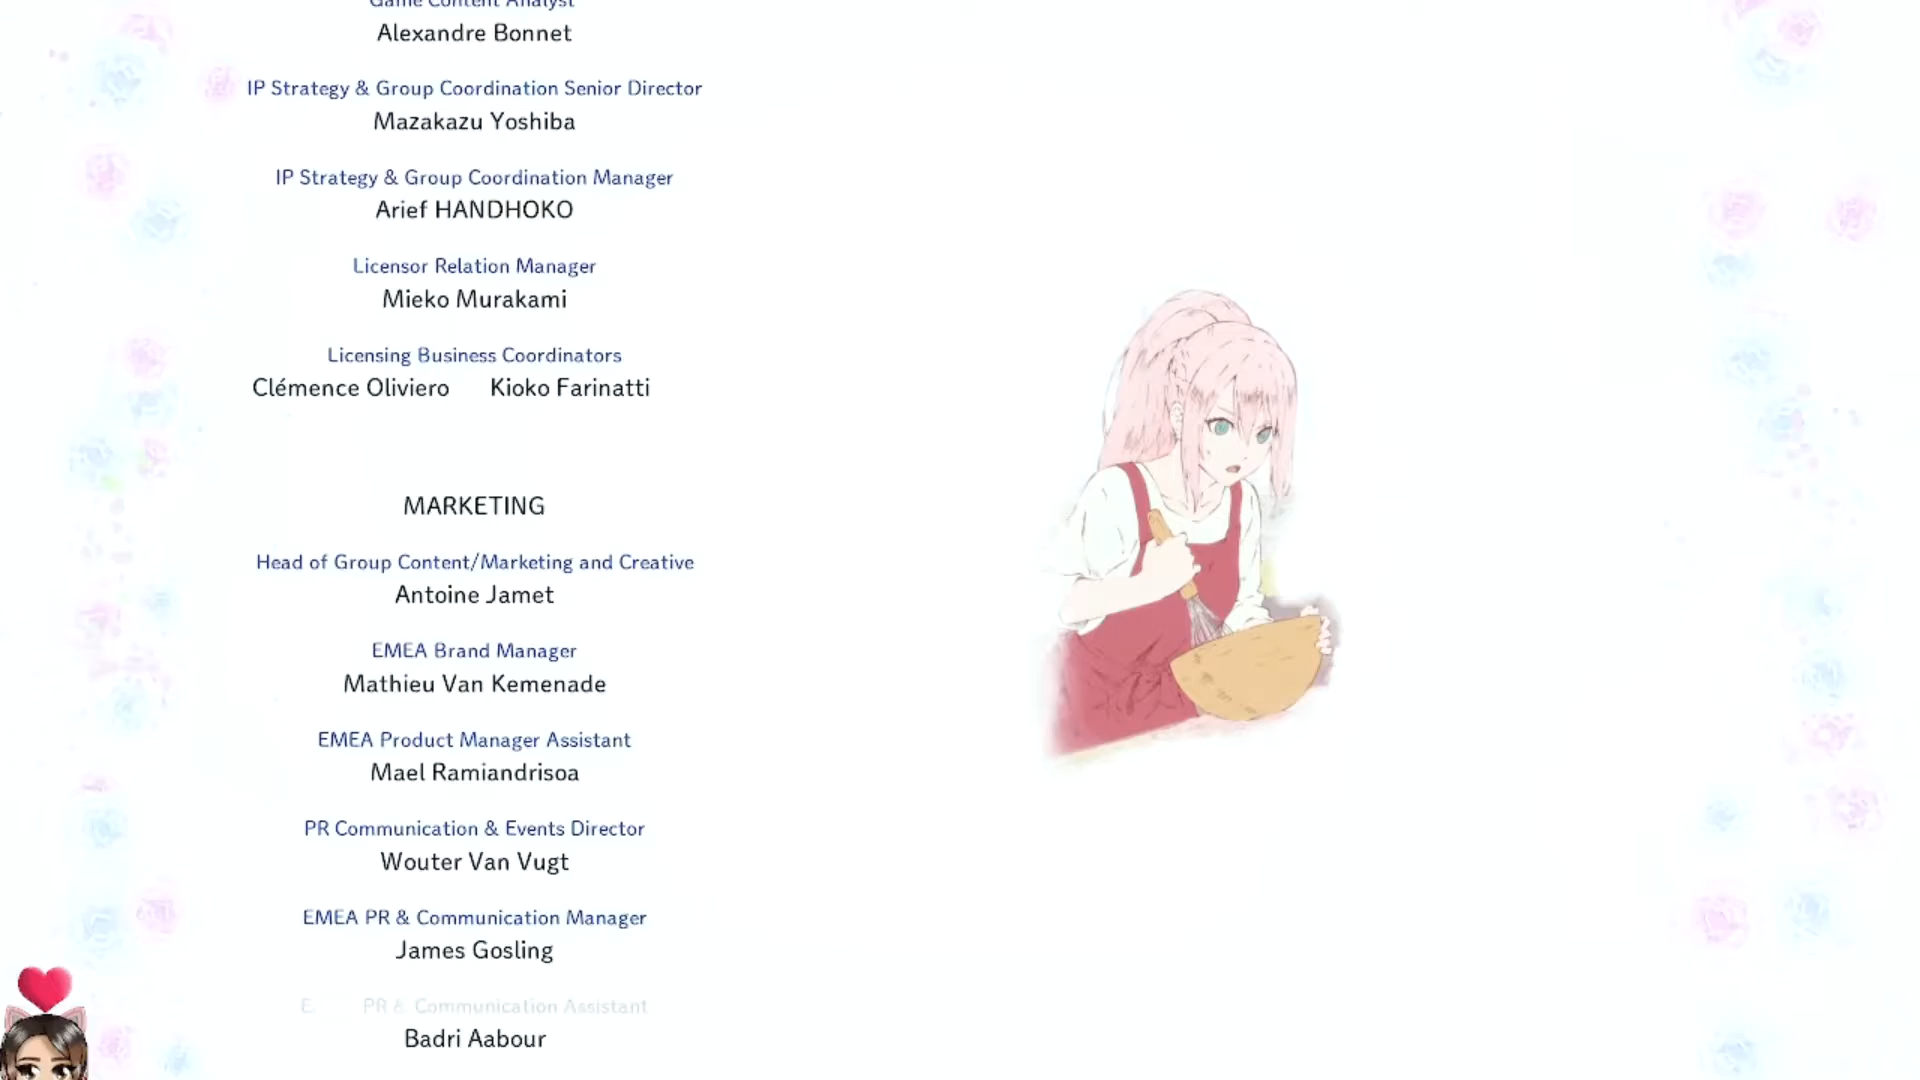 Game Content Analyst
Alexandre Bonnet
IP Strategy & Group Coordination Senior Director
Mazakazu Yoshiba
IP Strategy & Group Coordination Manager
Arief HANDHOKO
Licensor Relation Manager
Mieko Murakami
Licensing Business Coordinators
Clémence Oliviero Kioko Farinatti
MARKETING
Head of Group Content/Marketing and Creative
Antoine Jamet
EMEA Brand Manager
Mathieu Van Kemenade
EMEA Product Manager Assistant
Mael Ramiandrisoa
PR Communication & Events Director
Wouter Van Vugt
EMEA PR & Communication Manager
James Gosling
PR & Communication Assistant
Badri Aabour